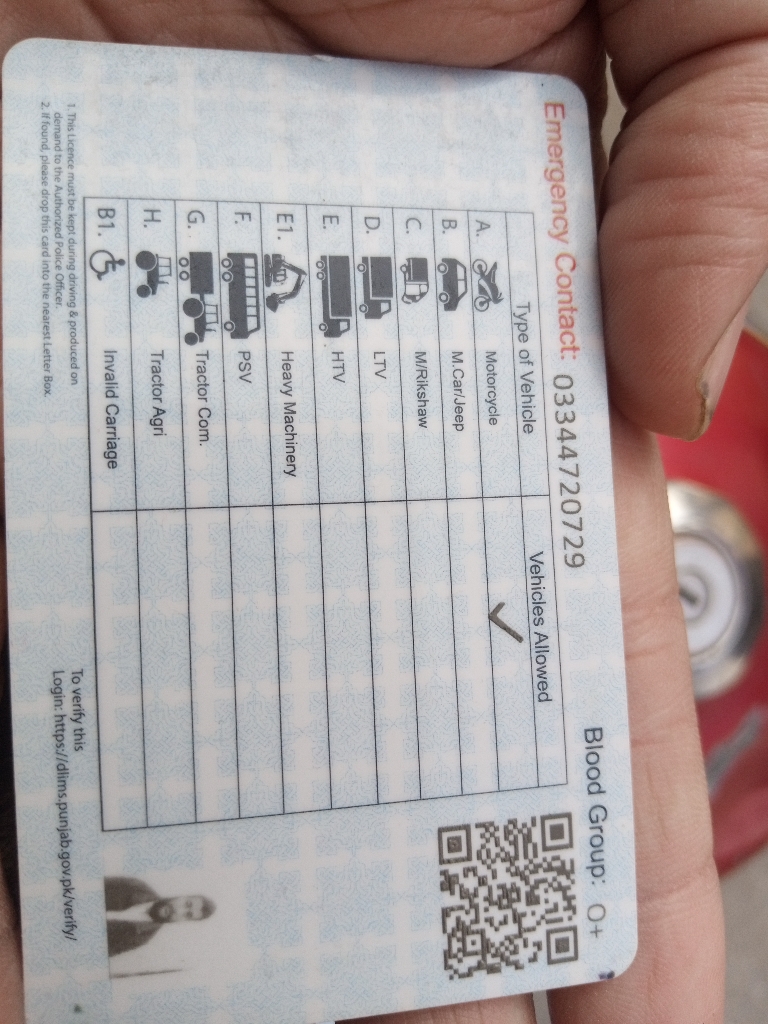 Emergency Contact: 03344720729 Blood Group: O+
Type of Vehicle Vehicles Allowed
A. Motorcycle ✓
B. M.Car/Jeep
C. M/Rikshaw
D. LTV
E. HTV
E1. Heavy Machinery
F. PSV
G. Tractor Com.
H. Tractor Agri
B1. Invalid Carriage
1. This Licence must be kept during driving & produced on
demand to the Authorized Police Officer.
2. If found, please drop this card into the nearest Letter Box.
To verify this
Login: https://dlims.punjab.gov.pk/verify/